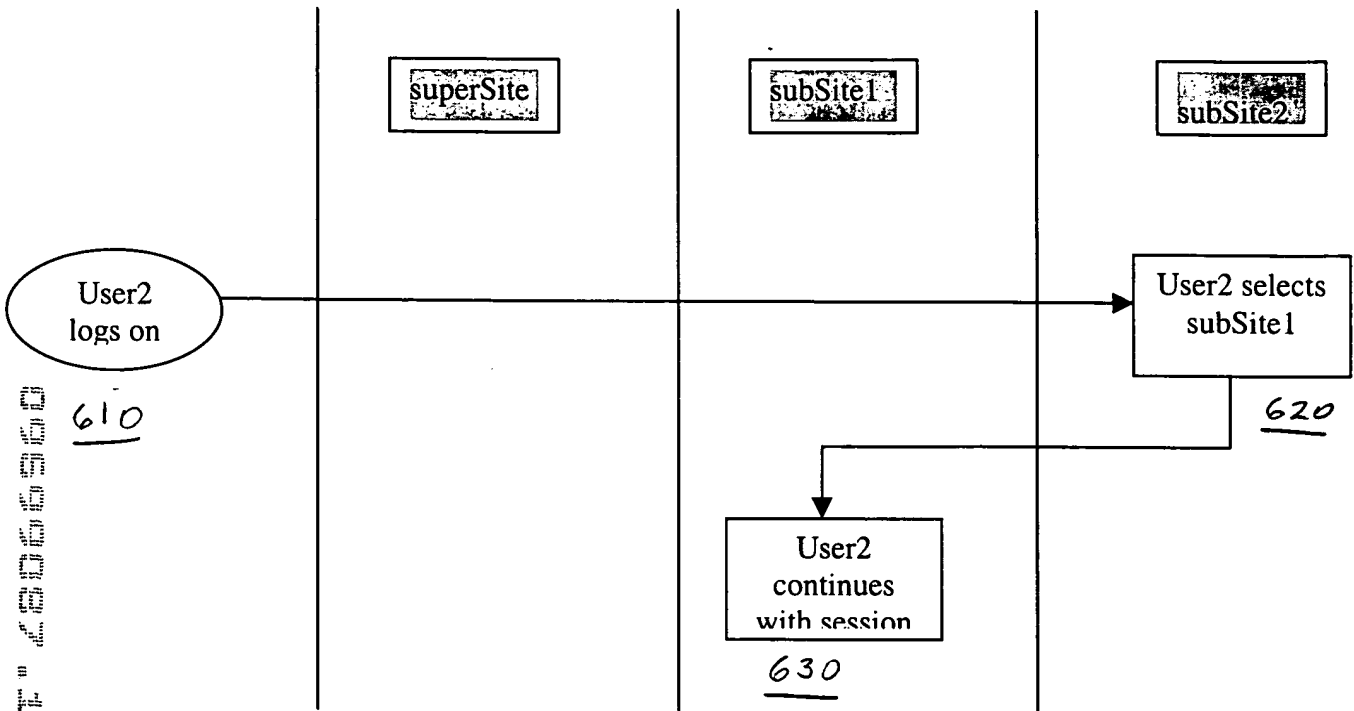 superSite
subSite1
subSite2
User2
logs on
610
User2 selects
subSite1
620
User2
continues
with session
630